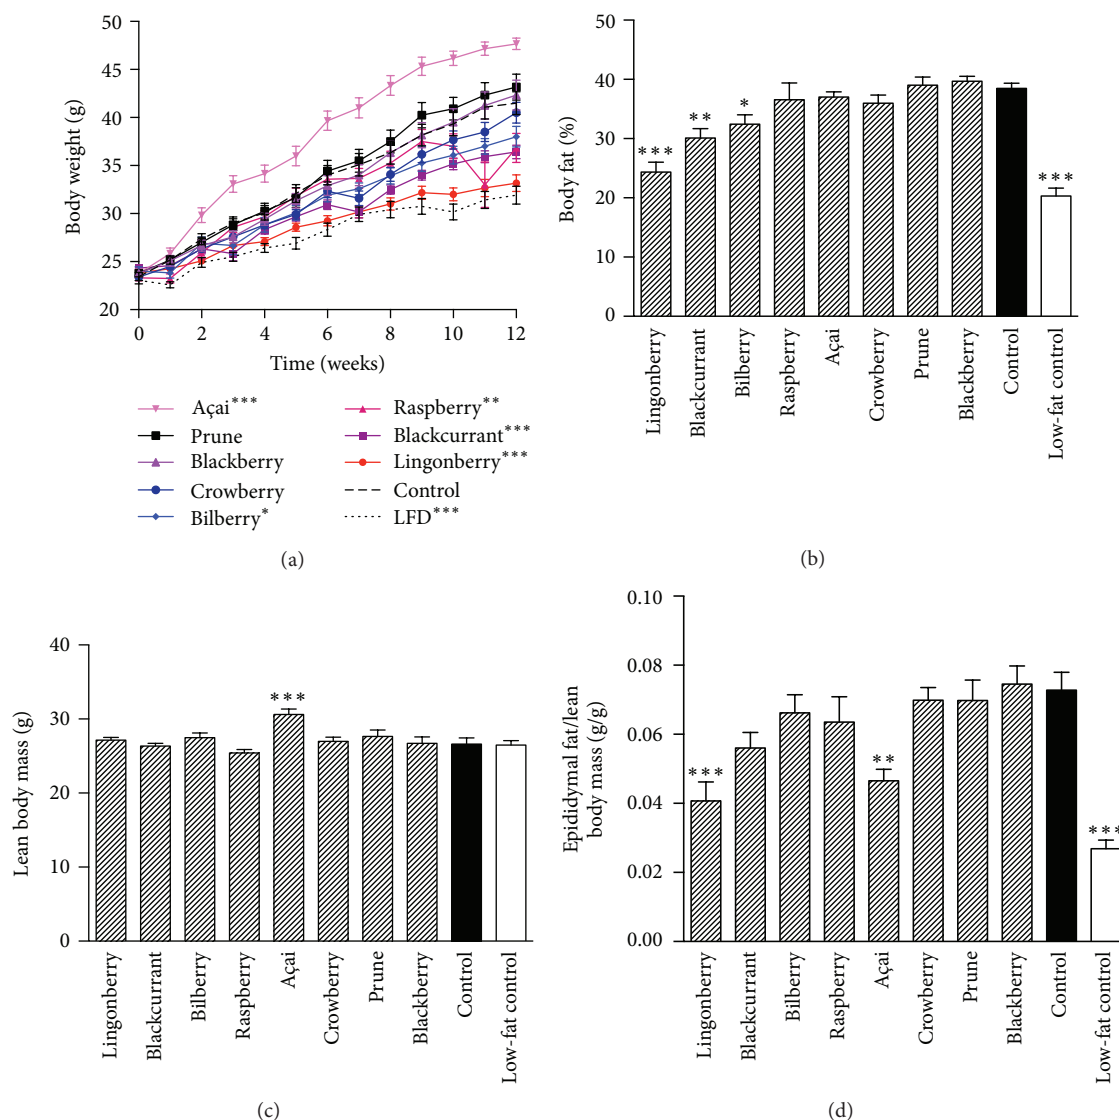 50
45
40
35
30
25
20
Body weight (g)
0 2 4 6 8 10 12
Time (weeks)
Açai***
Prune
Blackberry
Crowberry
Bilberry*
Raspberry**
Blackcurrant***
Lingonberry***
Control
LFD***
(a)
50
40
30
20
10
0
Body fat (%)
***
**
*
***
Lingonberry
Blackcurrant
Bilberry
Raspberry
Açai
Crowberry
Prune
Blackberry
Control
Low-fat control
(b)
40
30
20
10
0
Lean body mass (g)
***
Lingonberry
Blackcurrant
Bilberry
Raspberry
Açai
Crowberry
Prune
Blackberry
Control
Low-fat control
(c)
0.10
0.08
0.06
0.04
0.02
0.00
Epididymal fat/lean
body mass (g/g)
***
**
***
Lingonberry
Blackcurrant
Bilberry
Raspberry
Açai
Crowberry
Prune
Blackberry
Control
Low-fat control
(d)